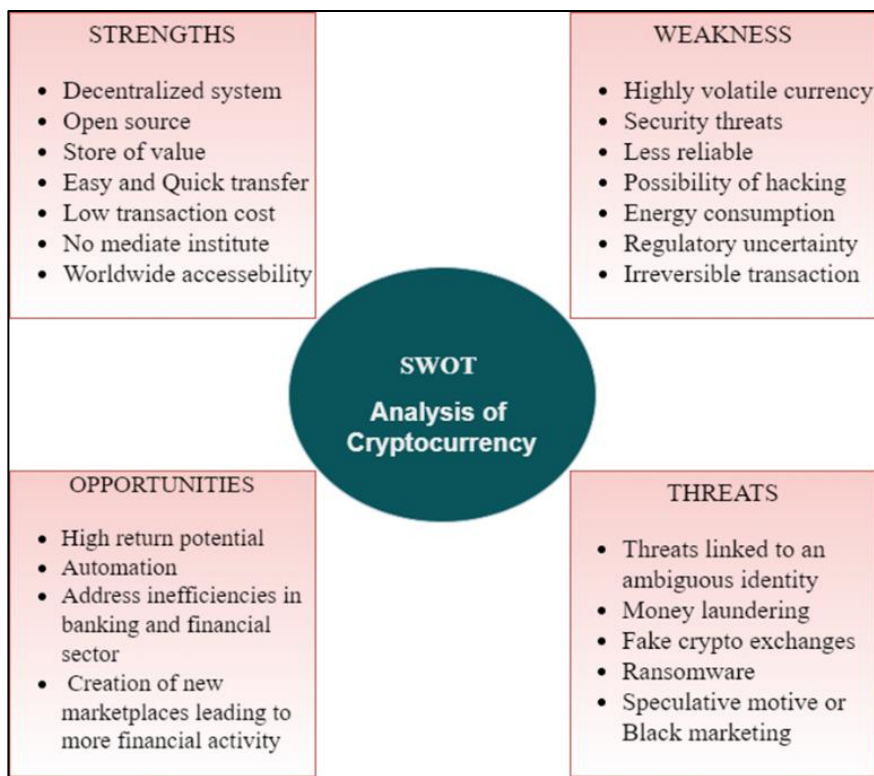 STRENGTHS
• Decentralized system
• Open source
• Store of value
• Easy and Quick transfer
• Low transaction cost
• No mediate institute
• Worldwide accessebility
WEAKNESS
• Highly volatile currency
• Security threats
• Less reliable
• Possibility of hacking
• Energy consumption
• Regulatory uncertainty
• Irreversible transaction
SWOT
Analysis of
Cryptocurrency
OPPORTUNITIES
• High return potential
• Automation
• Address inefficiencies in
banking and financial
sector
• Creation of new
marketplaces leading to
more financial activity
THREATS
• Threats linked to an
ambiguous identity
• Money laundering
• Fake crypto exchanges
• Ransomware
• Speculative motive or
Black marketing